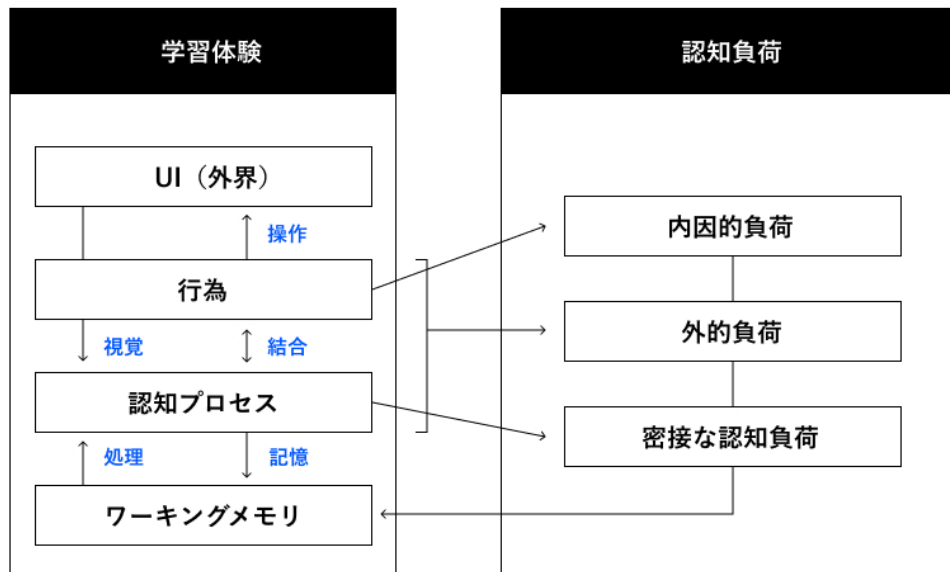 学習体験
UI（外界）
操作
行為
視覚
結合
認知プロセス
処理
記憶
ワーキングメモリ
認知負荷
内因的負荷
外的負荷
密接な認知負荷